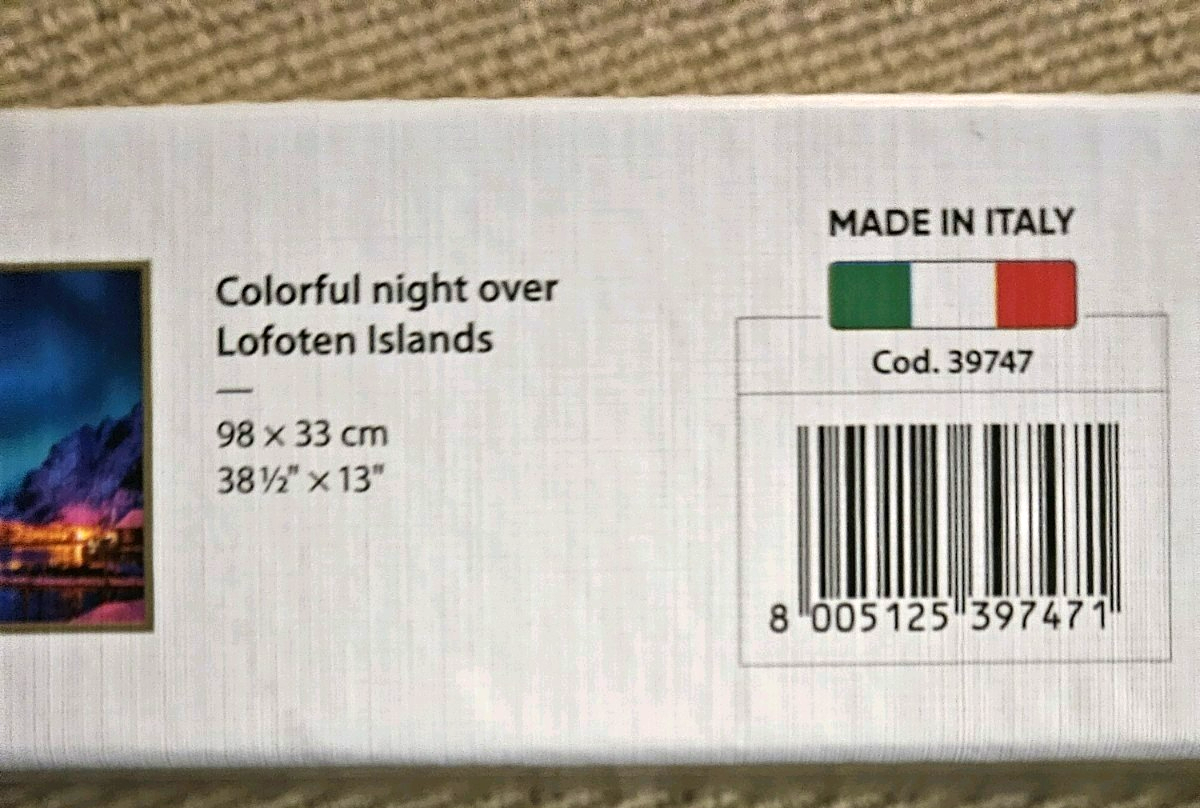 Colorful night over
Lofoten Islands
98 × 33 cm
38½" × 13"
MADE IN ITALY
Cod. 39747
8 005125 397471